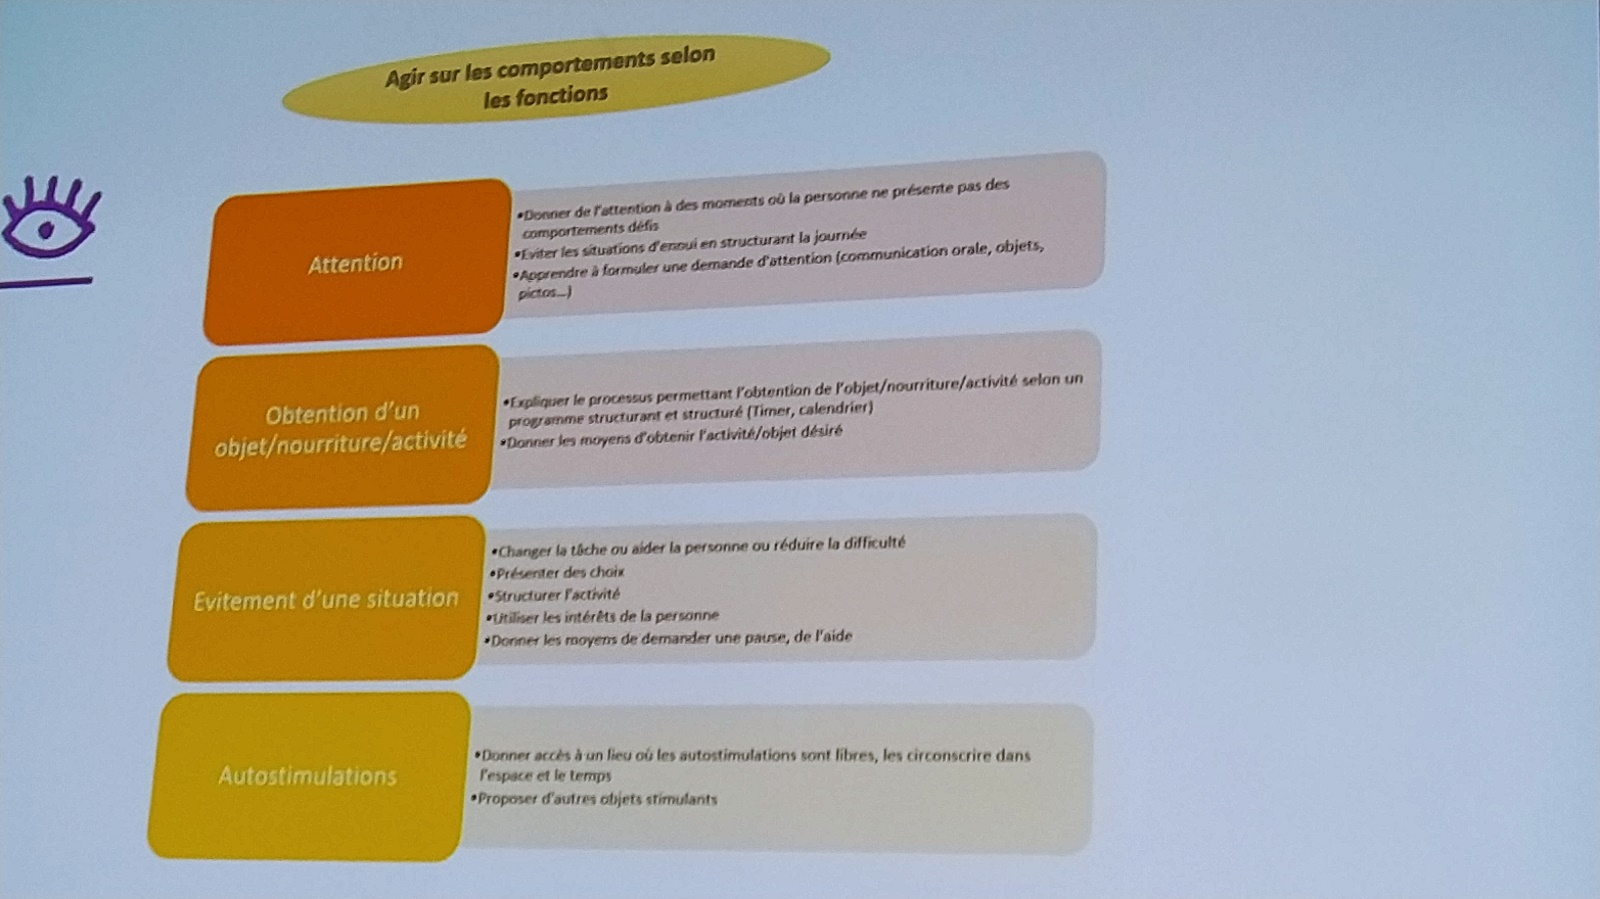 Agir sur les comportements selon
les fonctions
Attention
•Donner de l'attention à des moments où la personne ne présente pas des
comportements défis
•Eviter les situations d'ennui en structurant la journée
•Apprendre à formuler une demande d'attention (communication orale, objets,
pictos...)
Obtention d'un
objet/nourriture/activité
•Expliquer le processus permettant l'obtention de l'objet/nourriture/activité selon un
programme structurant et structuré (Timer, calendrier)
•Donner les moyens d'obtenir l'activité/objet désiré
Evitement d'une situation
•Changer la tâche ou aider la personne ou réduire la difficulté
•Présenter des choix
•Structurer l'activité
•Utiliser les intérêts de la personne
•Donner les moyens de demander une pause, de l'aide
Autostimulations
•Donner accès à un lieu où les autostimulations sont libres, les circonscrire dans
l'espace et le temps
•Proposer d'autres objets stimulants